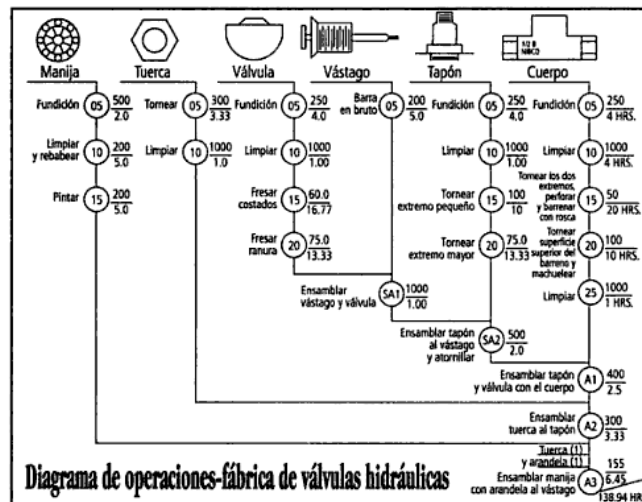 1/2 B
NIBCO
Manija
Tuerca
Válvula
Vástago
Tapón
Cuerpo
Fundición 05 500
2.0
Tornear 05 300
3.33
Fundición 05 250
4.0
Barra
en bruto 05 200
5.0
Fundición 05 250
4.0
Fundición 05 250
4 HRS.
Limpiar
y rebabear 10 200
5.0
Limpiar 10 1000
1.0
Limpiar 10 1000
1.00
Limpiar 10 1000
1.00
Limpiar 10 1000
4 HRS.
Pintar 15 200
5.0
Fresar
costados 15 60.0
16.77
Tornear
extremo pequeño 15 100
10
Tornear los dos
extremos,
perforar
y barrenar
con rosca 15 50
20 HRS.
Fresar
ranura 20 75.0
13.33
Tornear
extremo mayor 20 75.0
13.33
Tornear
superficie
superior del
barreno y
machuelear 20 100
10 HRS.
Ensamblar
vástago y válvula SA1 1000
1.00
Limpiar 25 1000
1 HRS.
Ensamblar tapón
al vástago
y atornillar SA2 500
2.0
Ensamblar tapón
y válvula con el cuerpo A1 400
2.5
Ensamblar
tuerca al tapón A2 300
3.33
Tuerca (1)
y arandela (1)
Ensamblar manija
con arandela al vástago A3 155
6.45
138.94 HR
Diagrama de operaciones-fábrica de válvulas hidráulicas